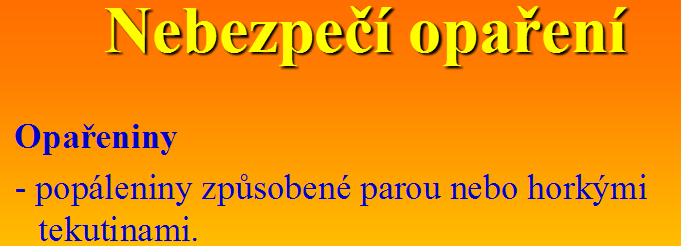 Nebezpečí opaření
Opařeniny
- popáleniny způsobené parou nebo horkými
tekutinami.